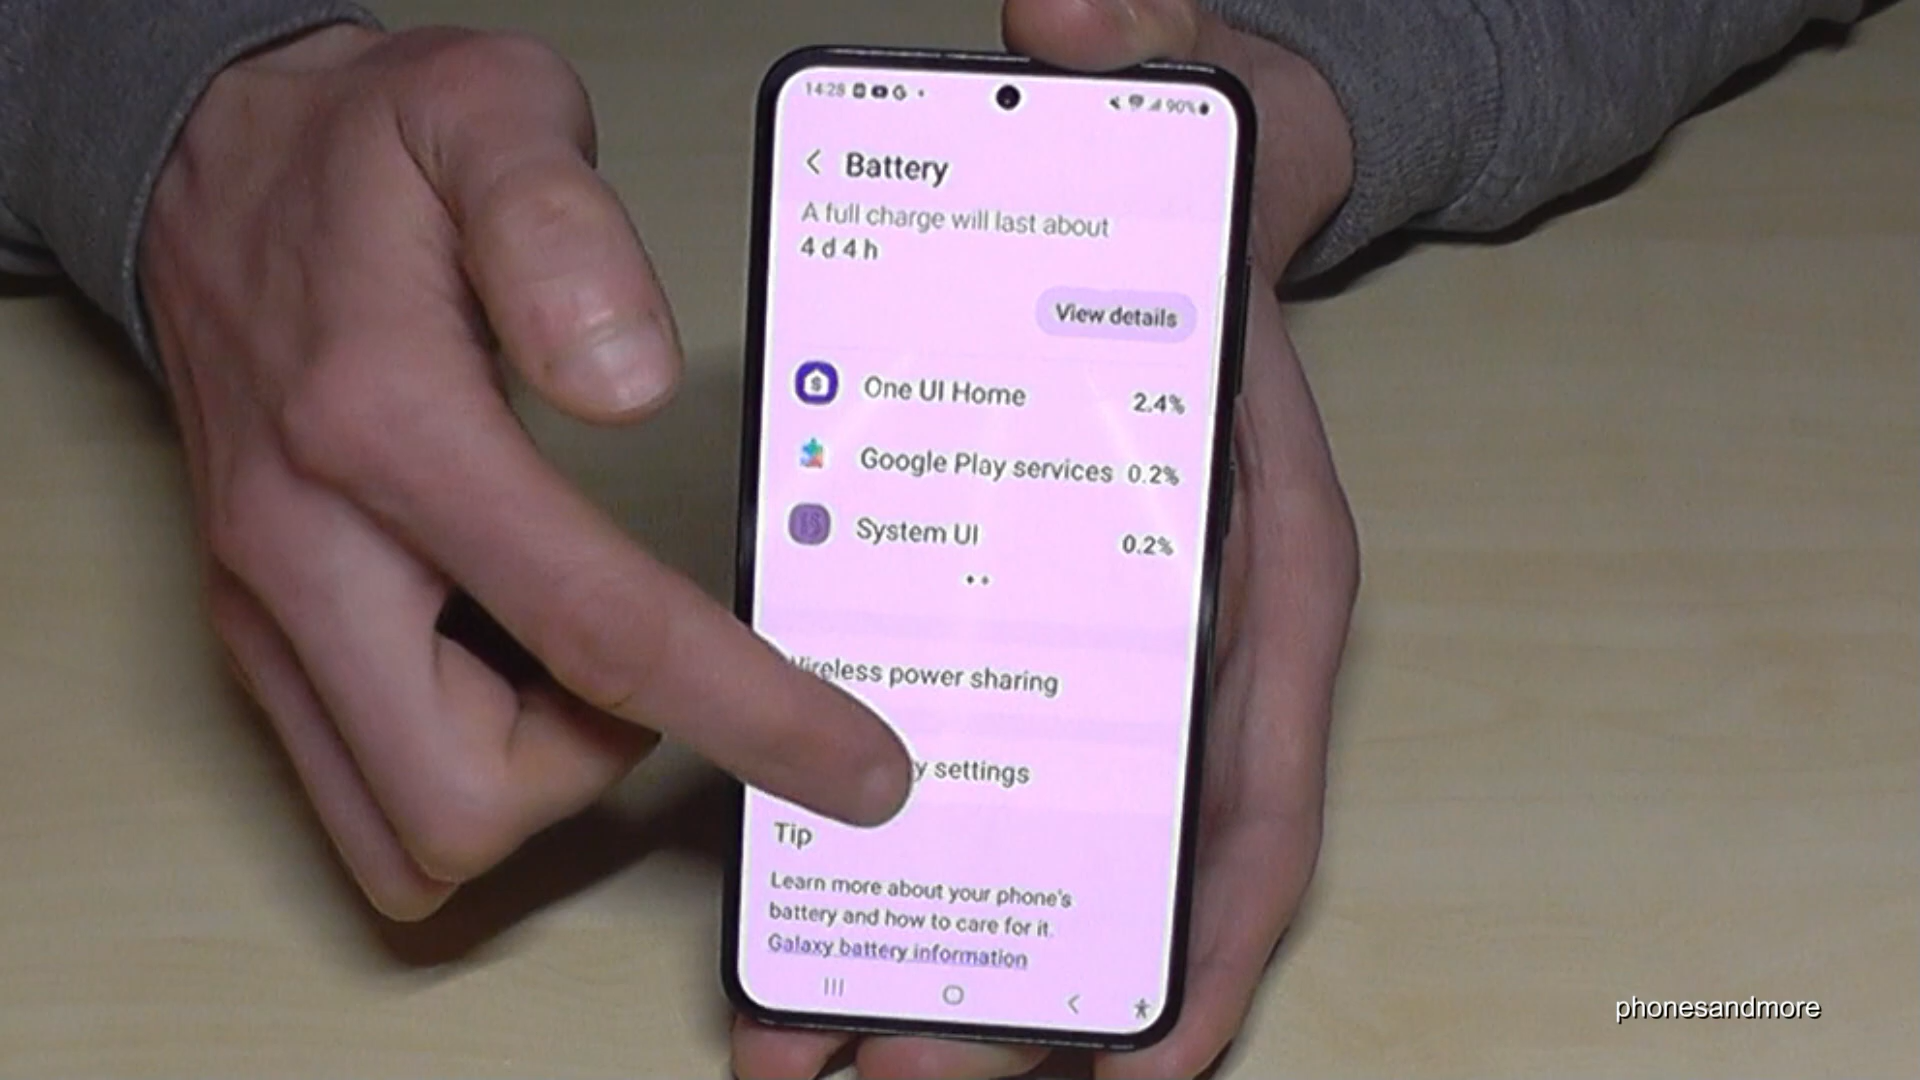 14:28
90%
Battery
A full charge will last about
4 d 4 h
View details
One UI Home 2.4%
Google Play services 0.2%
System UI 0.2%
Wireless power sharing
y settings
Tip
Learn more about your phone's
battery and how to care for it.
Galaxy battery information
phonesandmore